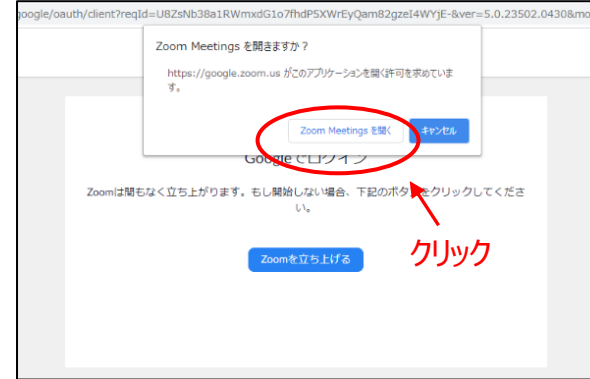 google/oauth/client?reqId=U8ZsNb38a1RWmxdG1o7fhdP5XWrEyQam82gzeI4WYjE-&ver=5.0.23502.0430&mo
Zoom Meetings を開きますか？
https://google.zoom.us がこのアプリケーションを開く許可を求めていま
す。
Zoom Meetings を開く キャンセル
Googleでログイン
Zoomは間もなく立ち上がります。もし開始しない場合、下記のボタンをクリックしてくださ
い。
Zoomを立ち上げる
クリック